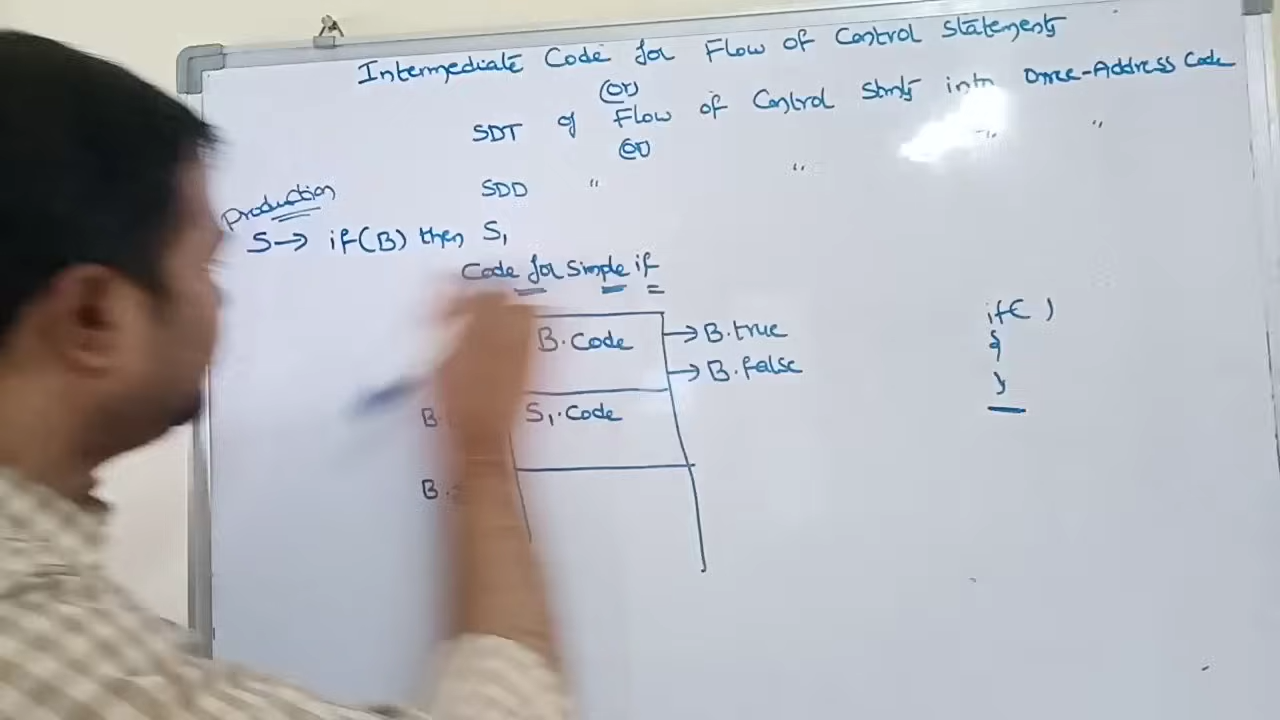 Intermediate Code for Flow of Control Statements
(or)
SDT of Flow of Control Stmts into Three-Address Code
(or)
SDD " " " "
Production
S → if(B) then S₁
Code for Simple if
B.Code → B.true
→ B.false
if( )
{
}
B. S₁.Code
B.